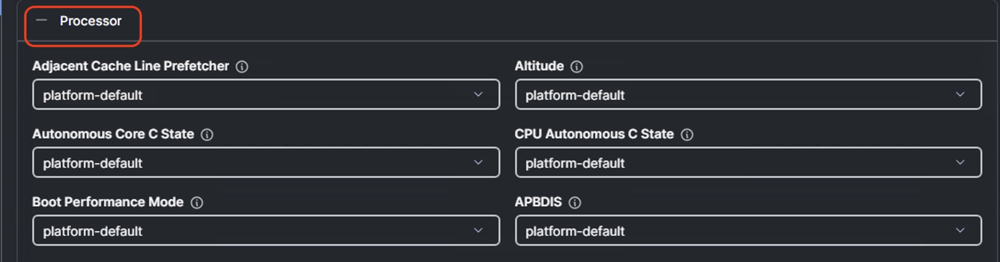 Processor
Adjacent Cache Line Prefetcher
Altitude
platform-default
platform-default
Autonomous Core C State
CPU Autonomous C State
platform-default
platform-default
Boot Performance Mode
APBDIS
platform-default
platform-default